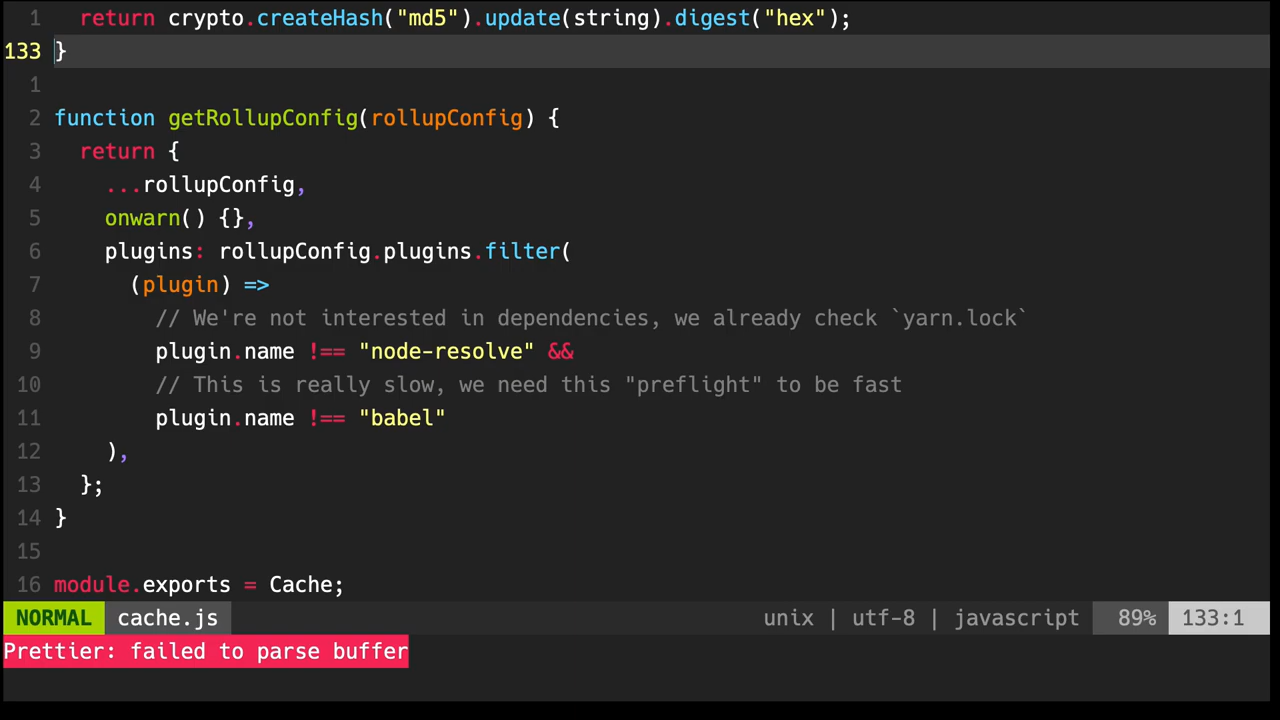 1 return crypto.createHash("md5").update(string).digest("hex");
133 }
1
2 function getRollupConfig(rollupConfig) {
3 return {
4 ...rollupConfig,
5 onwarn() {},
6 plugins: rollupConfig.plugins.filter(
7 (plugin) =>
8 // We're not interested in dependencies, we already check `yarn.lock`
9 plugin.name !== "node-resolve" &&
10 // This is really slow, we need this "preflight" to be fast
11 plugin.name !== "babel"
12 ),
13 };
14 }
15
16 module.exports = Cache;
NORMAL cache.js unix | utf-8 | javascript 89% 133:1
Prettier: failed to parse buffer